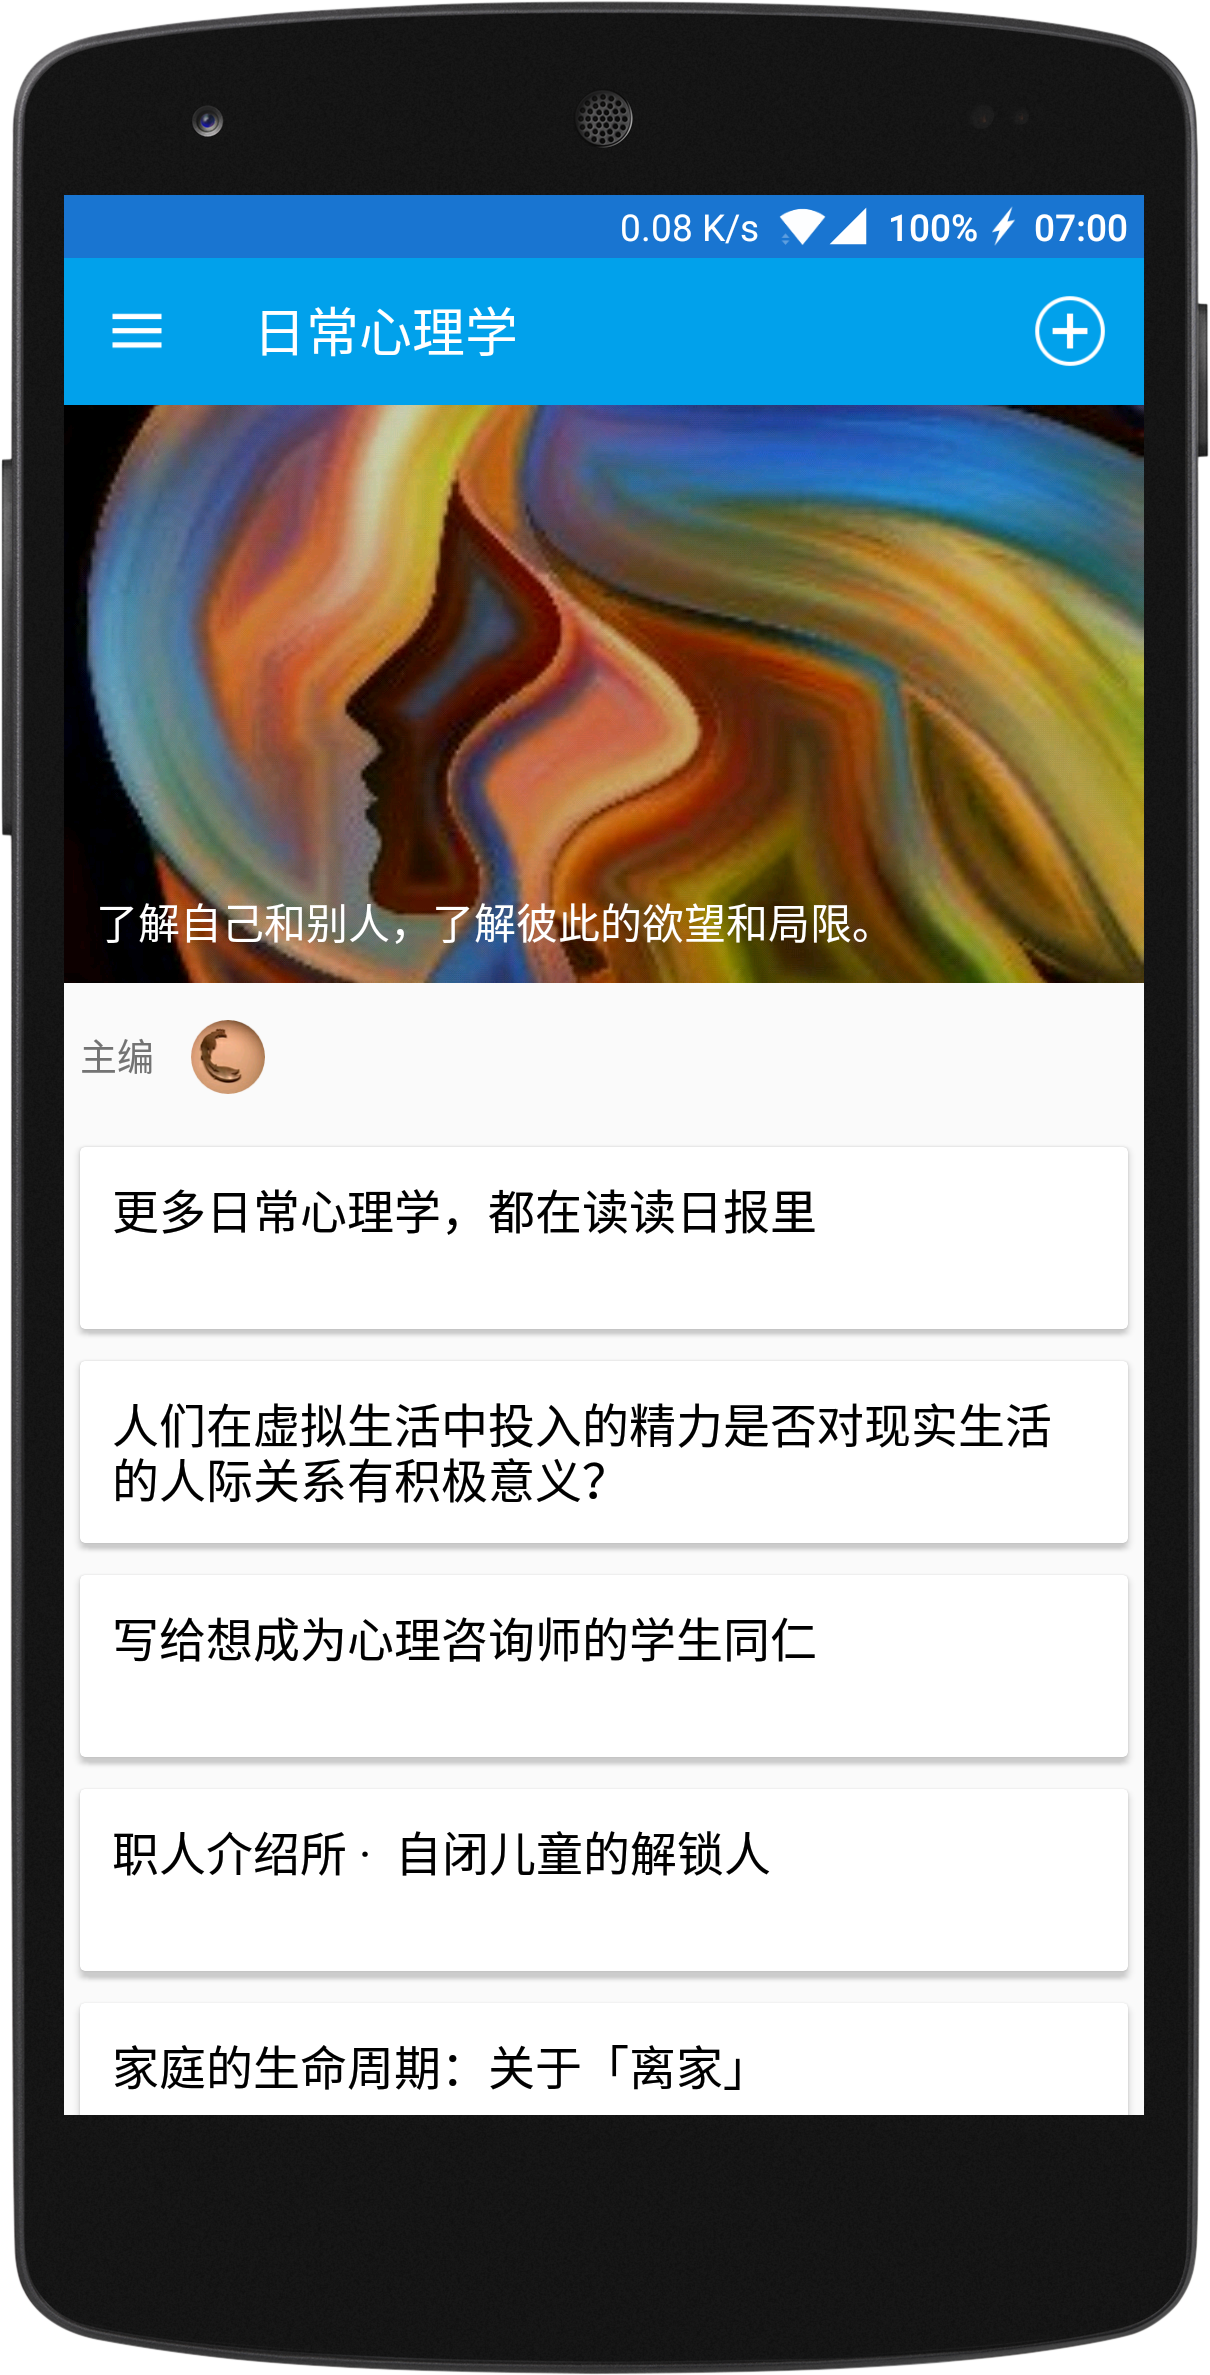 0.08 K/s 100% 07:00
日常心理学
了解自己和别人，了解彼此的欲望和局限。
主编
更多日常心理学，都在读读日报里
人们在虚拟生活中投入的精力是否对现实生活
的人际关系有积极意义？
写给想成为心理咨询师的学生同仁
职人介绍所 · 自闭儿童的解锁人
家庭的生命周期：关于「离家」